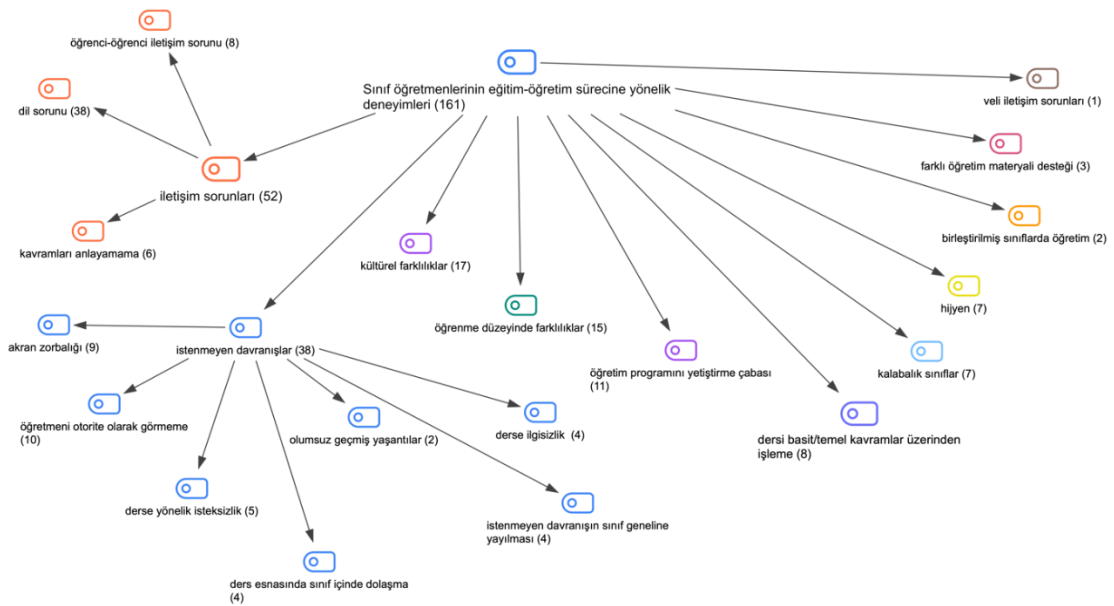 öğrenci-öğrenci iletişim sorunu (8)
dil sorunu (38)
iletişim sorunları (52)
kavramları anlayamama (6)
Sınıf öğretmenlerinin eğitim-öğretim sürecine yönelik
deneyimleri (161)
veli iletişim sorunları (1)
farklı öğretim materyali desteği (3)
birleştirilmiş sınıflarda öğretim (2)
hijyen (7)
kalabalık sınıflar (7)
dersi basit/temel kavramlar üzerinden
işleme (8)
öğretim programını yetiştirme çabası
(11)
öğrenme düzeyinde farklılıklar (15)
kültürel farklılıklar (17)
istenmeyen davranışlar (38)
akran zorbalığı (9)
öğretmeni otorite olarak görmeme
(10)
derse yönelik isteksizlik (5)
ders esnasında sınıf içinde dolaşma
(4)
olumsuz geçmiş yaşantılar (2)
istenmeyen davranışın sınıf geneline
yayılması (4)
derse ilgisizlik (4)